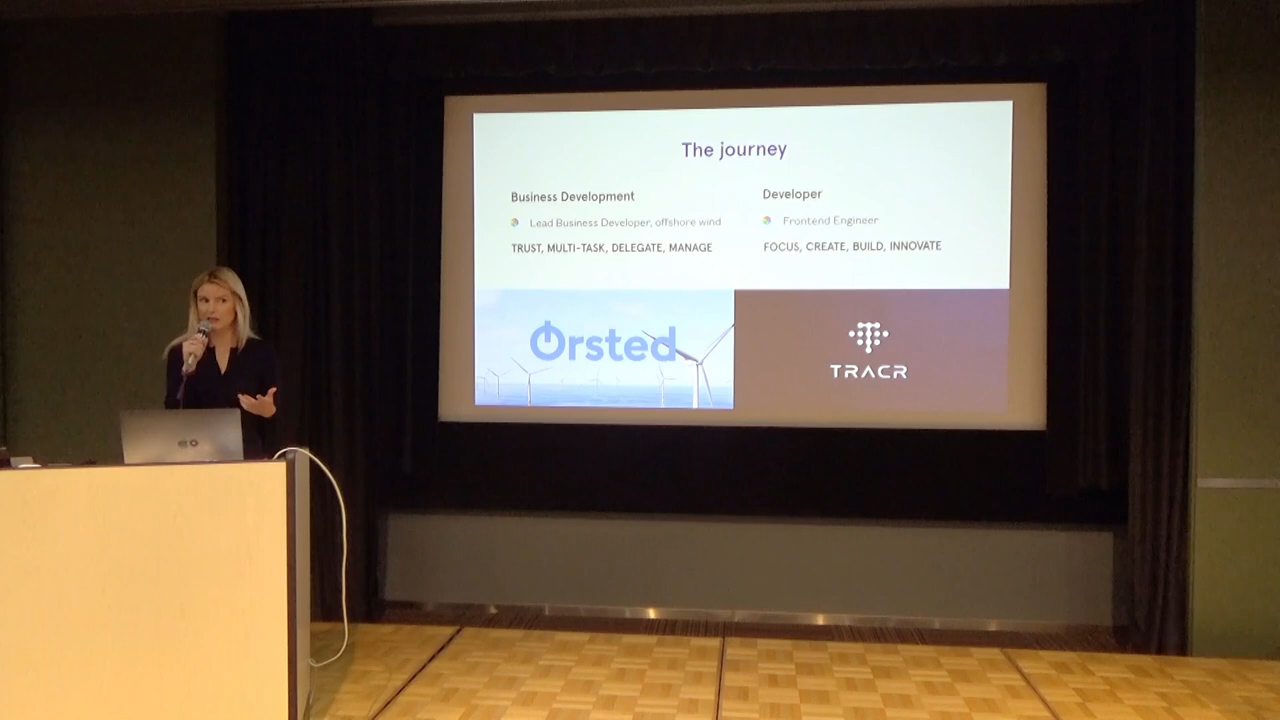 The journey
Business Development
Lead Business Developer, offshore wind
TRUST, MULTI-TASK, DELEGATE, MANAGE
Developer
Frontend Engineer
FOCUS, CREATE, BUILD, INNOVATE
Ørsted
TRACR